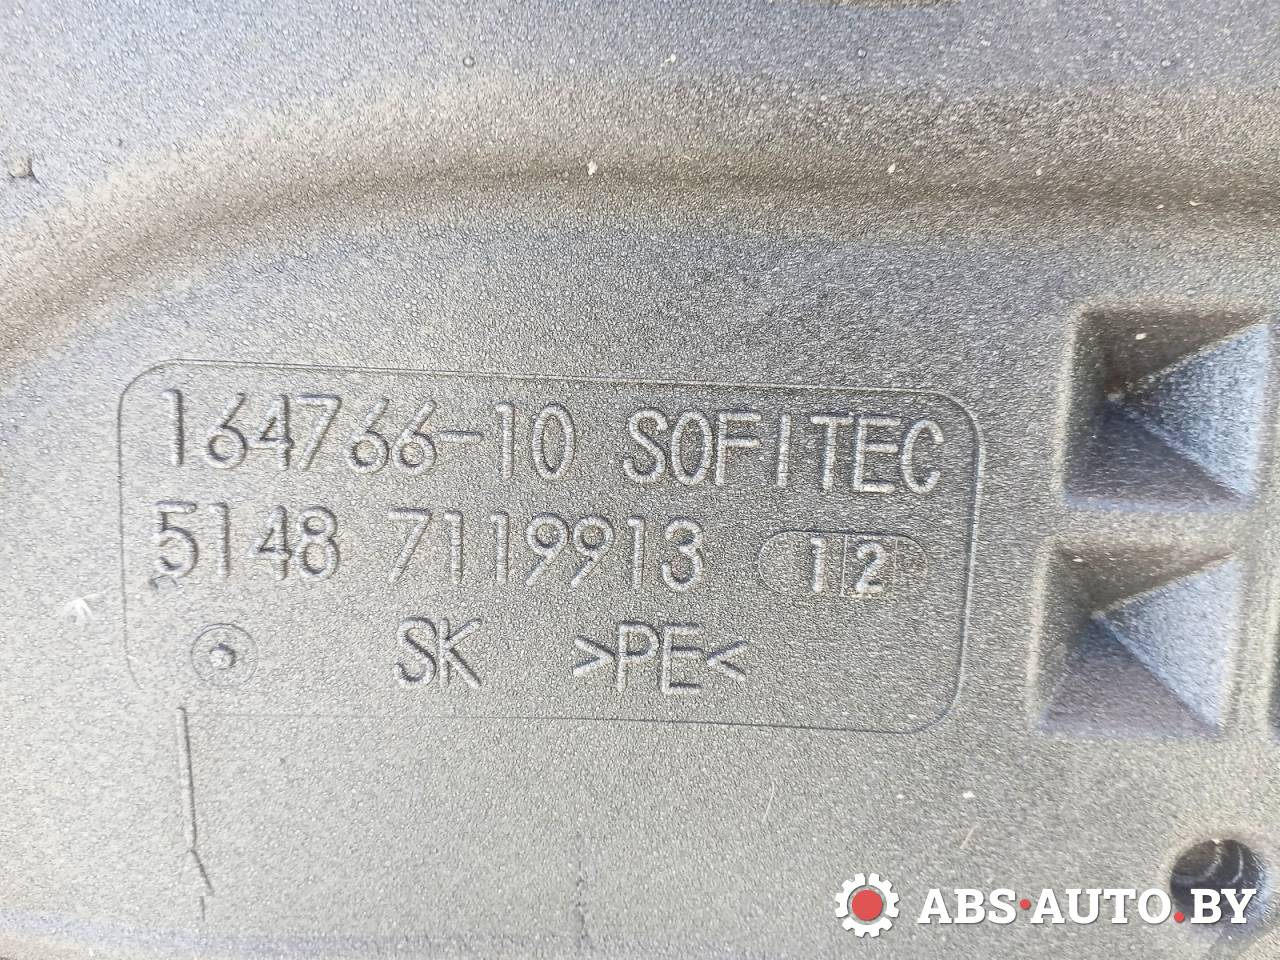 164766-10 SOFITEC
5148 7119913 12
SK >PE<
ABS·AUTO.BY